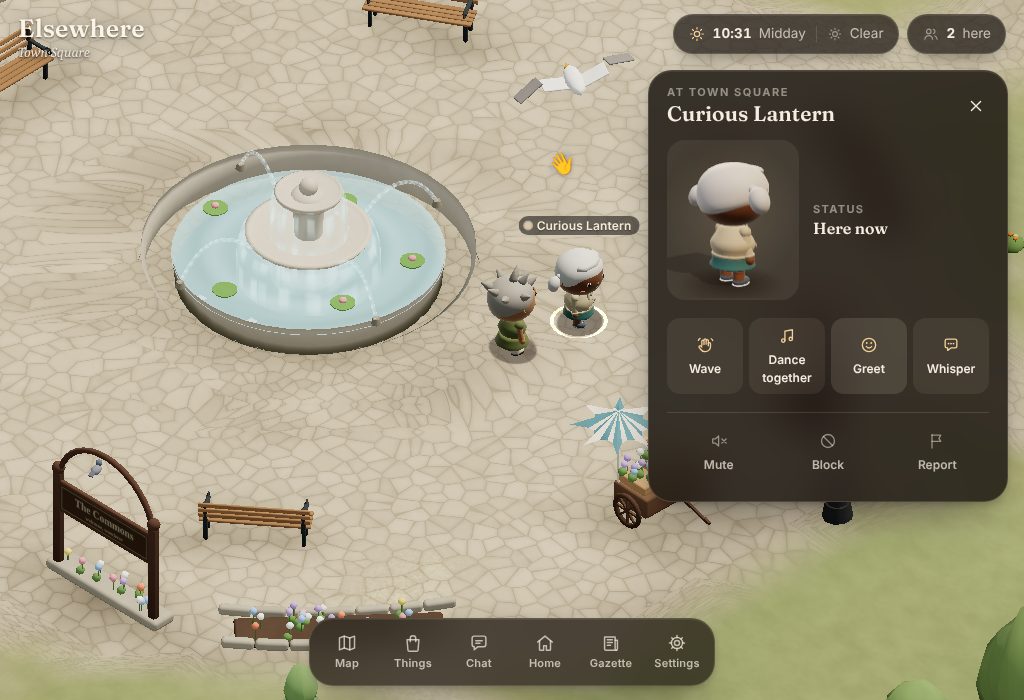 Elsewhere
Town Square
10:31 Midday Clear
2 here
AT TOWN SQUARE
Curious Lantern
STATUS
Here now
Curious Lantern
Wave
Dance together
Greet
Whisper
Mute
Block
Report
The Commons
Map
Things
Chat
Home
Gazette
Settings